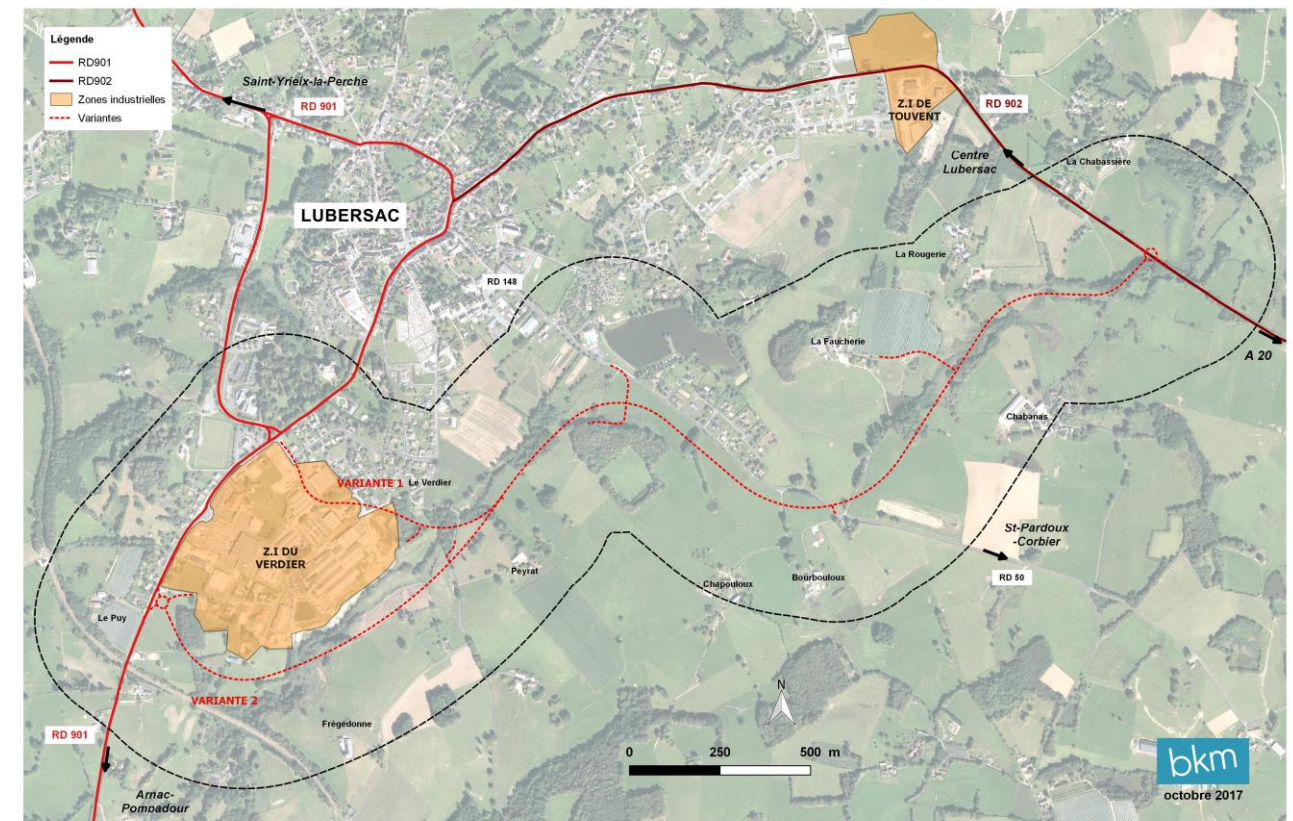 Légende
RD901
RD902
Zones industrielles
Variantes
Saint-Yrieix-la-Perche
RD 901
RD 902
Z.I DE
TOUVENT
Centre
Lubersac
La Chabassière
LUBERSAC
La Rougerie
RD 148
La Faucherie
A 20
Chabanas
VARIANTE 1
Le Verdier
Z.I DU
VERDIER
St-Pardoux
-Corbier
Peyrat
Chapouloux
Bourbouloux
RD 50
Le Puy
VARIANTE 2
Frègedonne
RD 901
N
0 250 500 m
Arnac-
Pompadour
bkm
octobre 2017